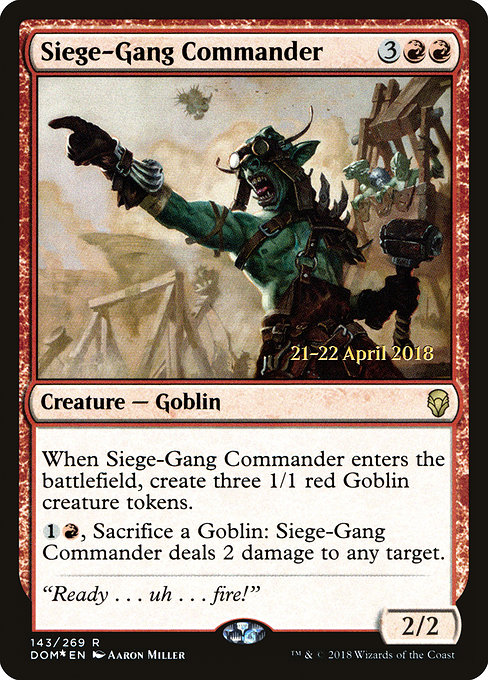 Siege-Gang Commander 3
21–22 April 2018
Creature — Goblin
When Siege-Gang Commander enters the
battlefield, create three 1/1 red Goblin
creature tokens.
1, Sacrifice a Goblin: Siege-Gang
Commander deals 2 damage to any target.
“Ready . . . uh . . . fire!”
2/2
143/269 R
DOM★EN Aaron Miller
™ & © 2018 Wizards of the Coast